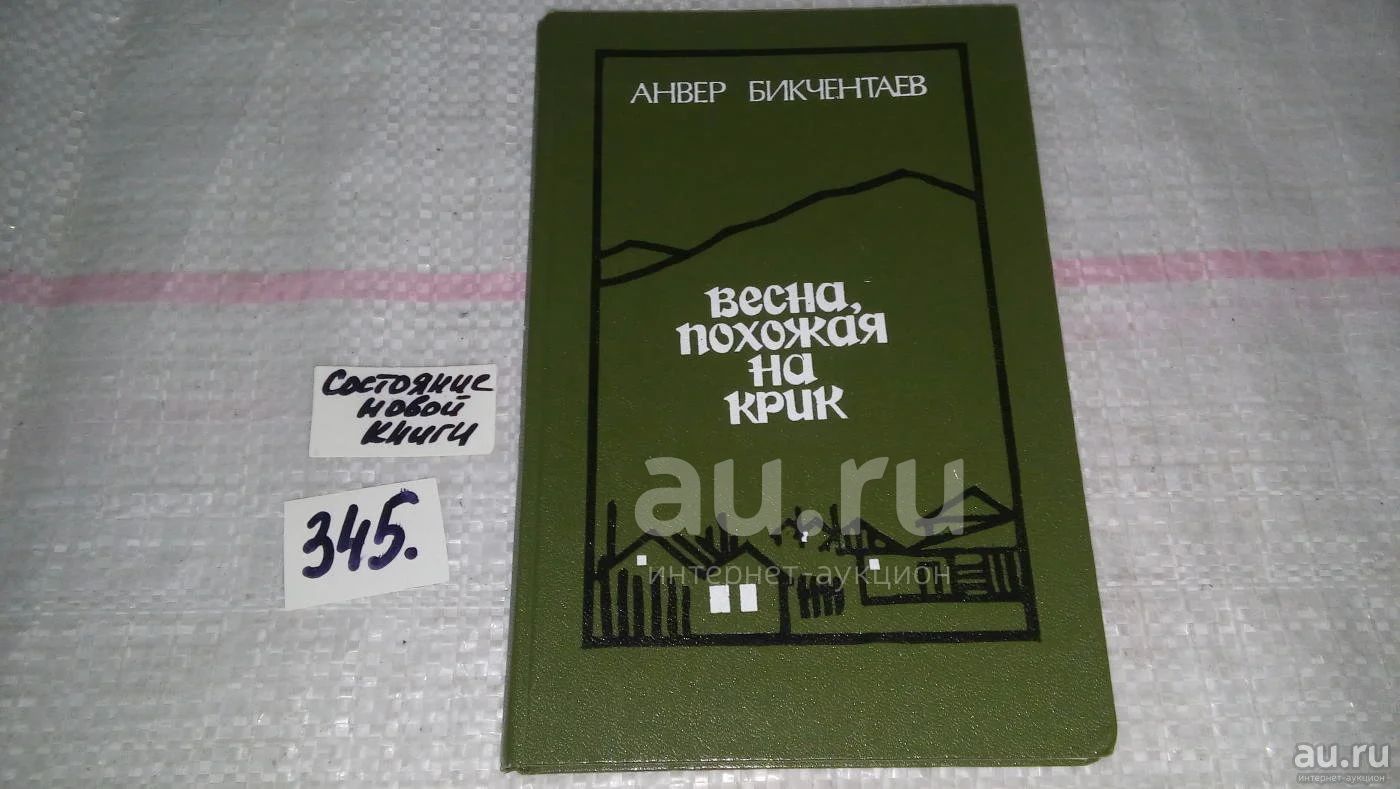 АНВЕР БИКЧЕНТАЕВ
весна,
похожая
на
крик
Состояние
новой
книги
345.
au.ru
интернет-аукцион
au.ru
интернет-аукцион